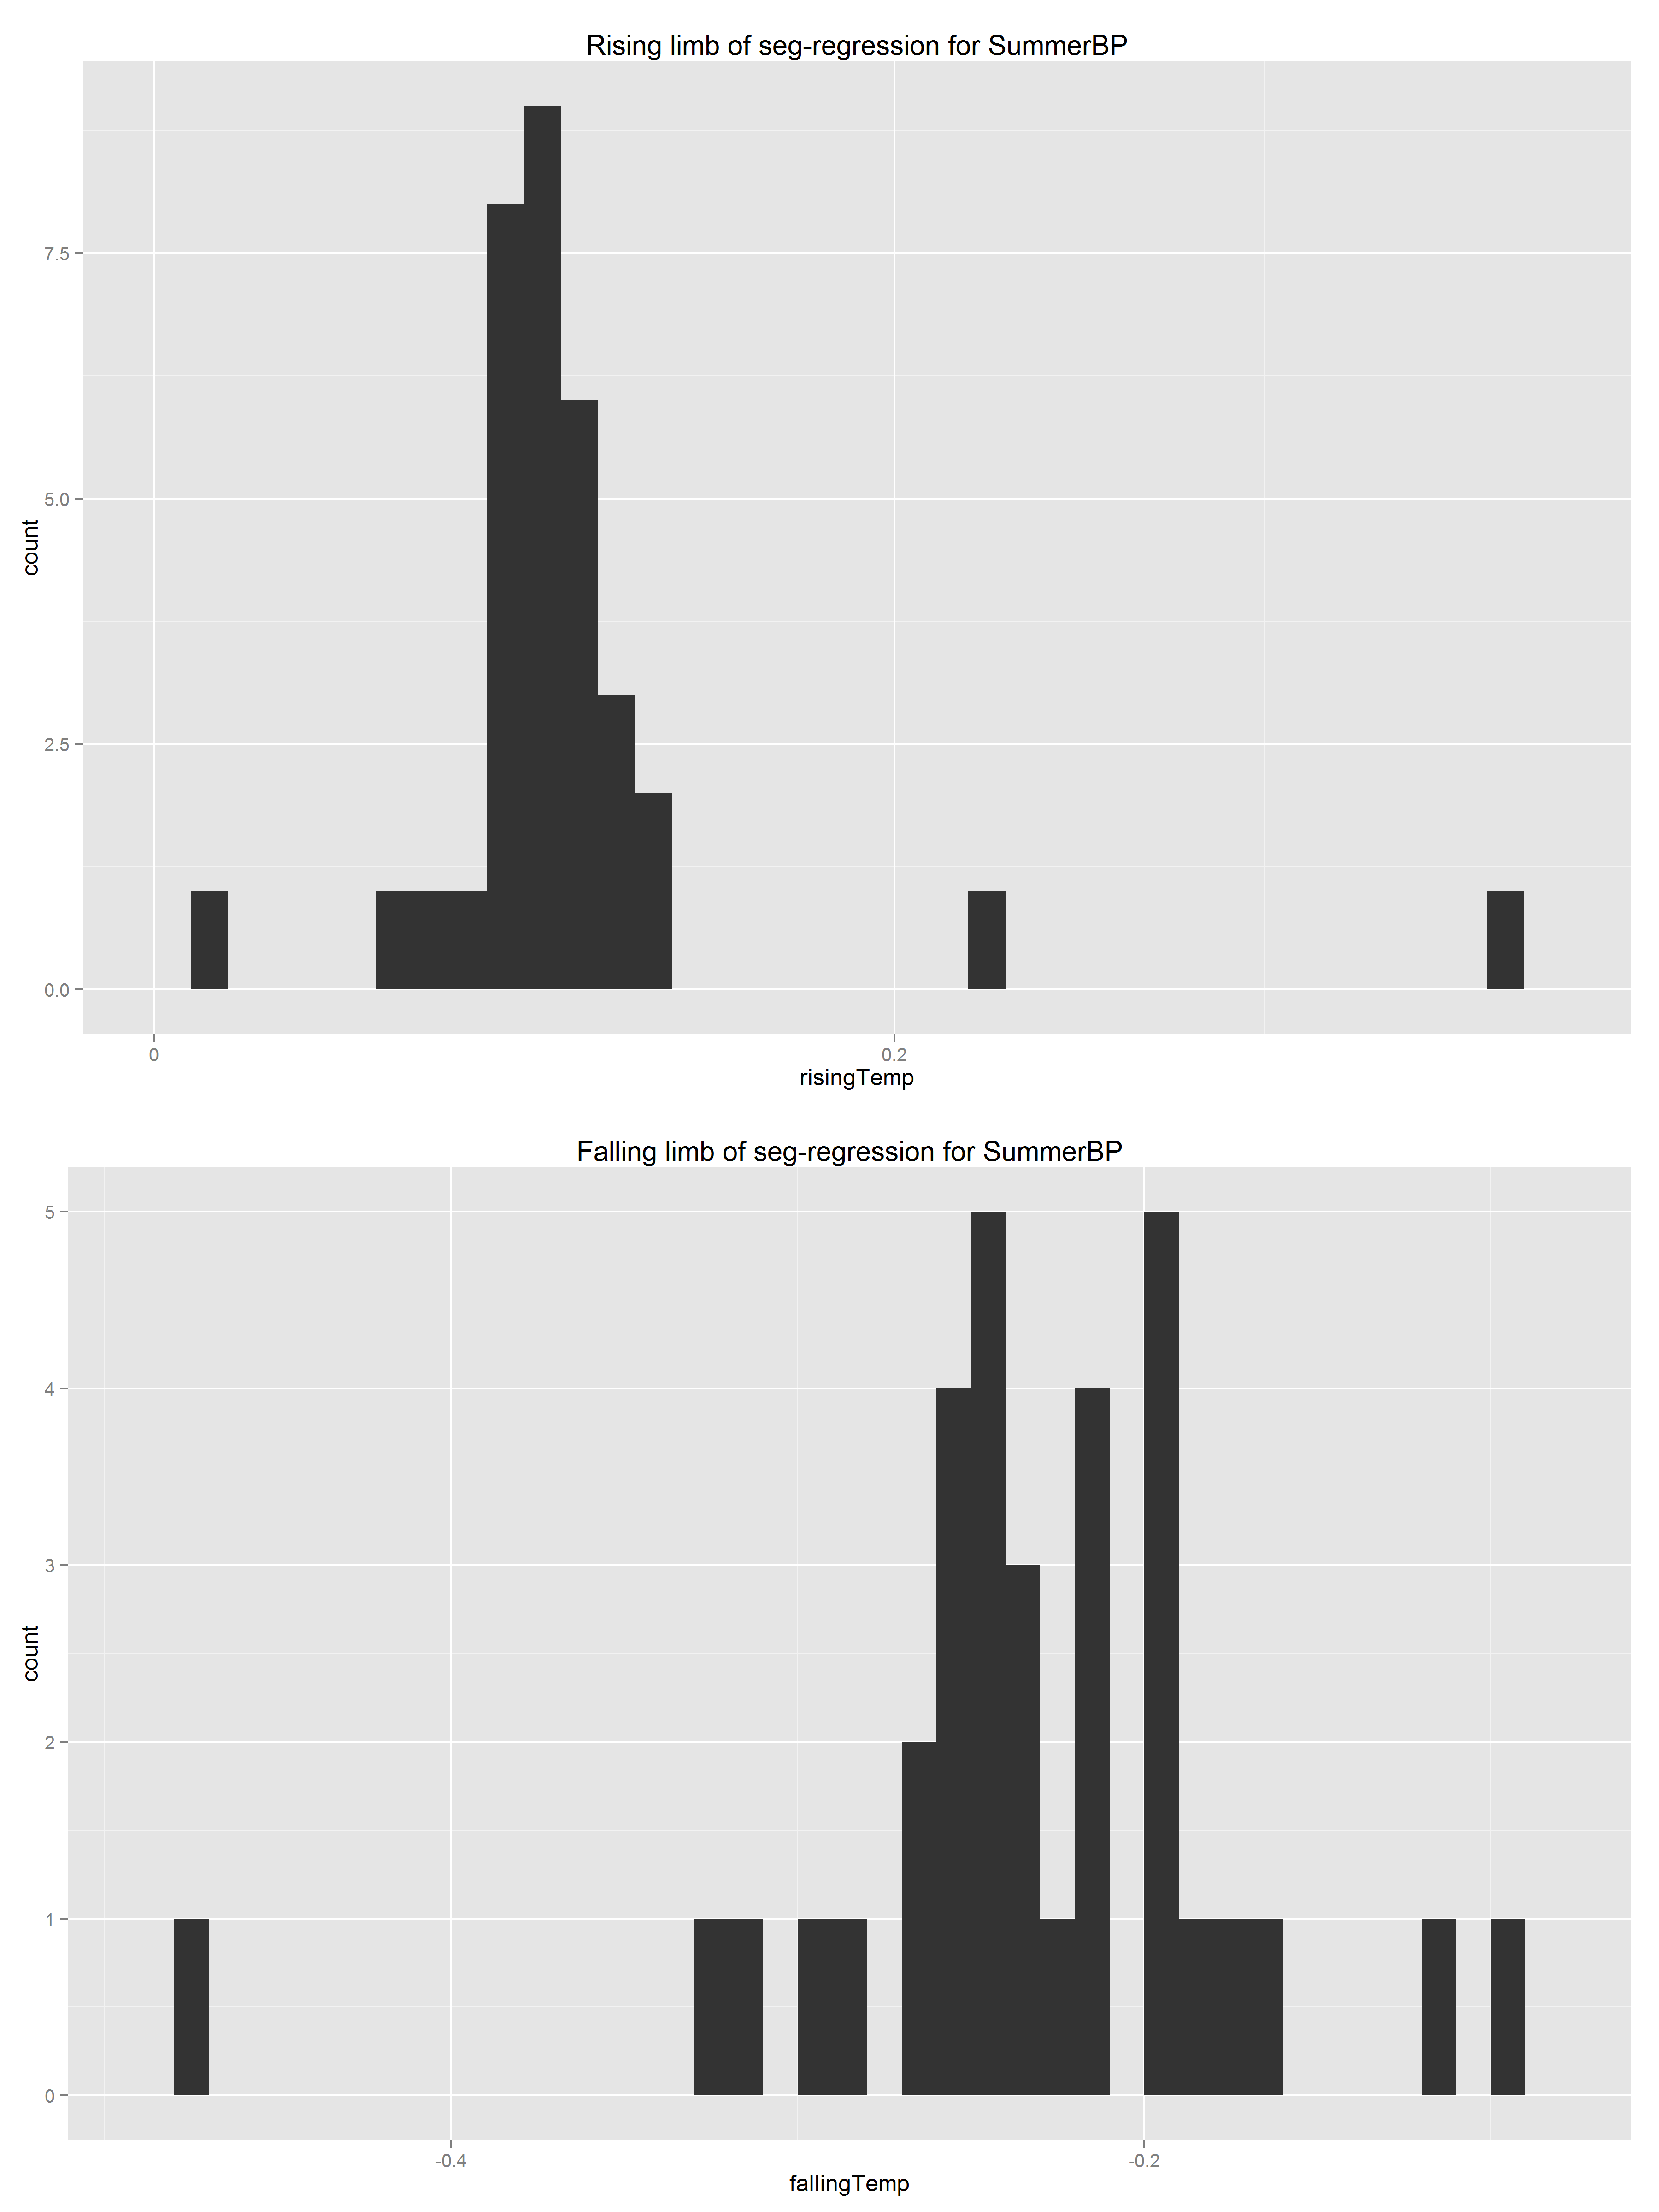 Rising limb of seg-regression for SummerBP
7.5
5.0
2.5
0.0
count
0
0.2
risingTemp
Falling limb of seg-regression for SummerBP
5
4
3
2
1
0
count
-0.4
-0.2
fallingTemp